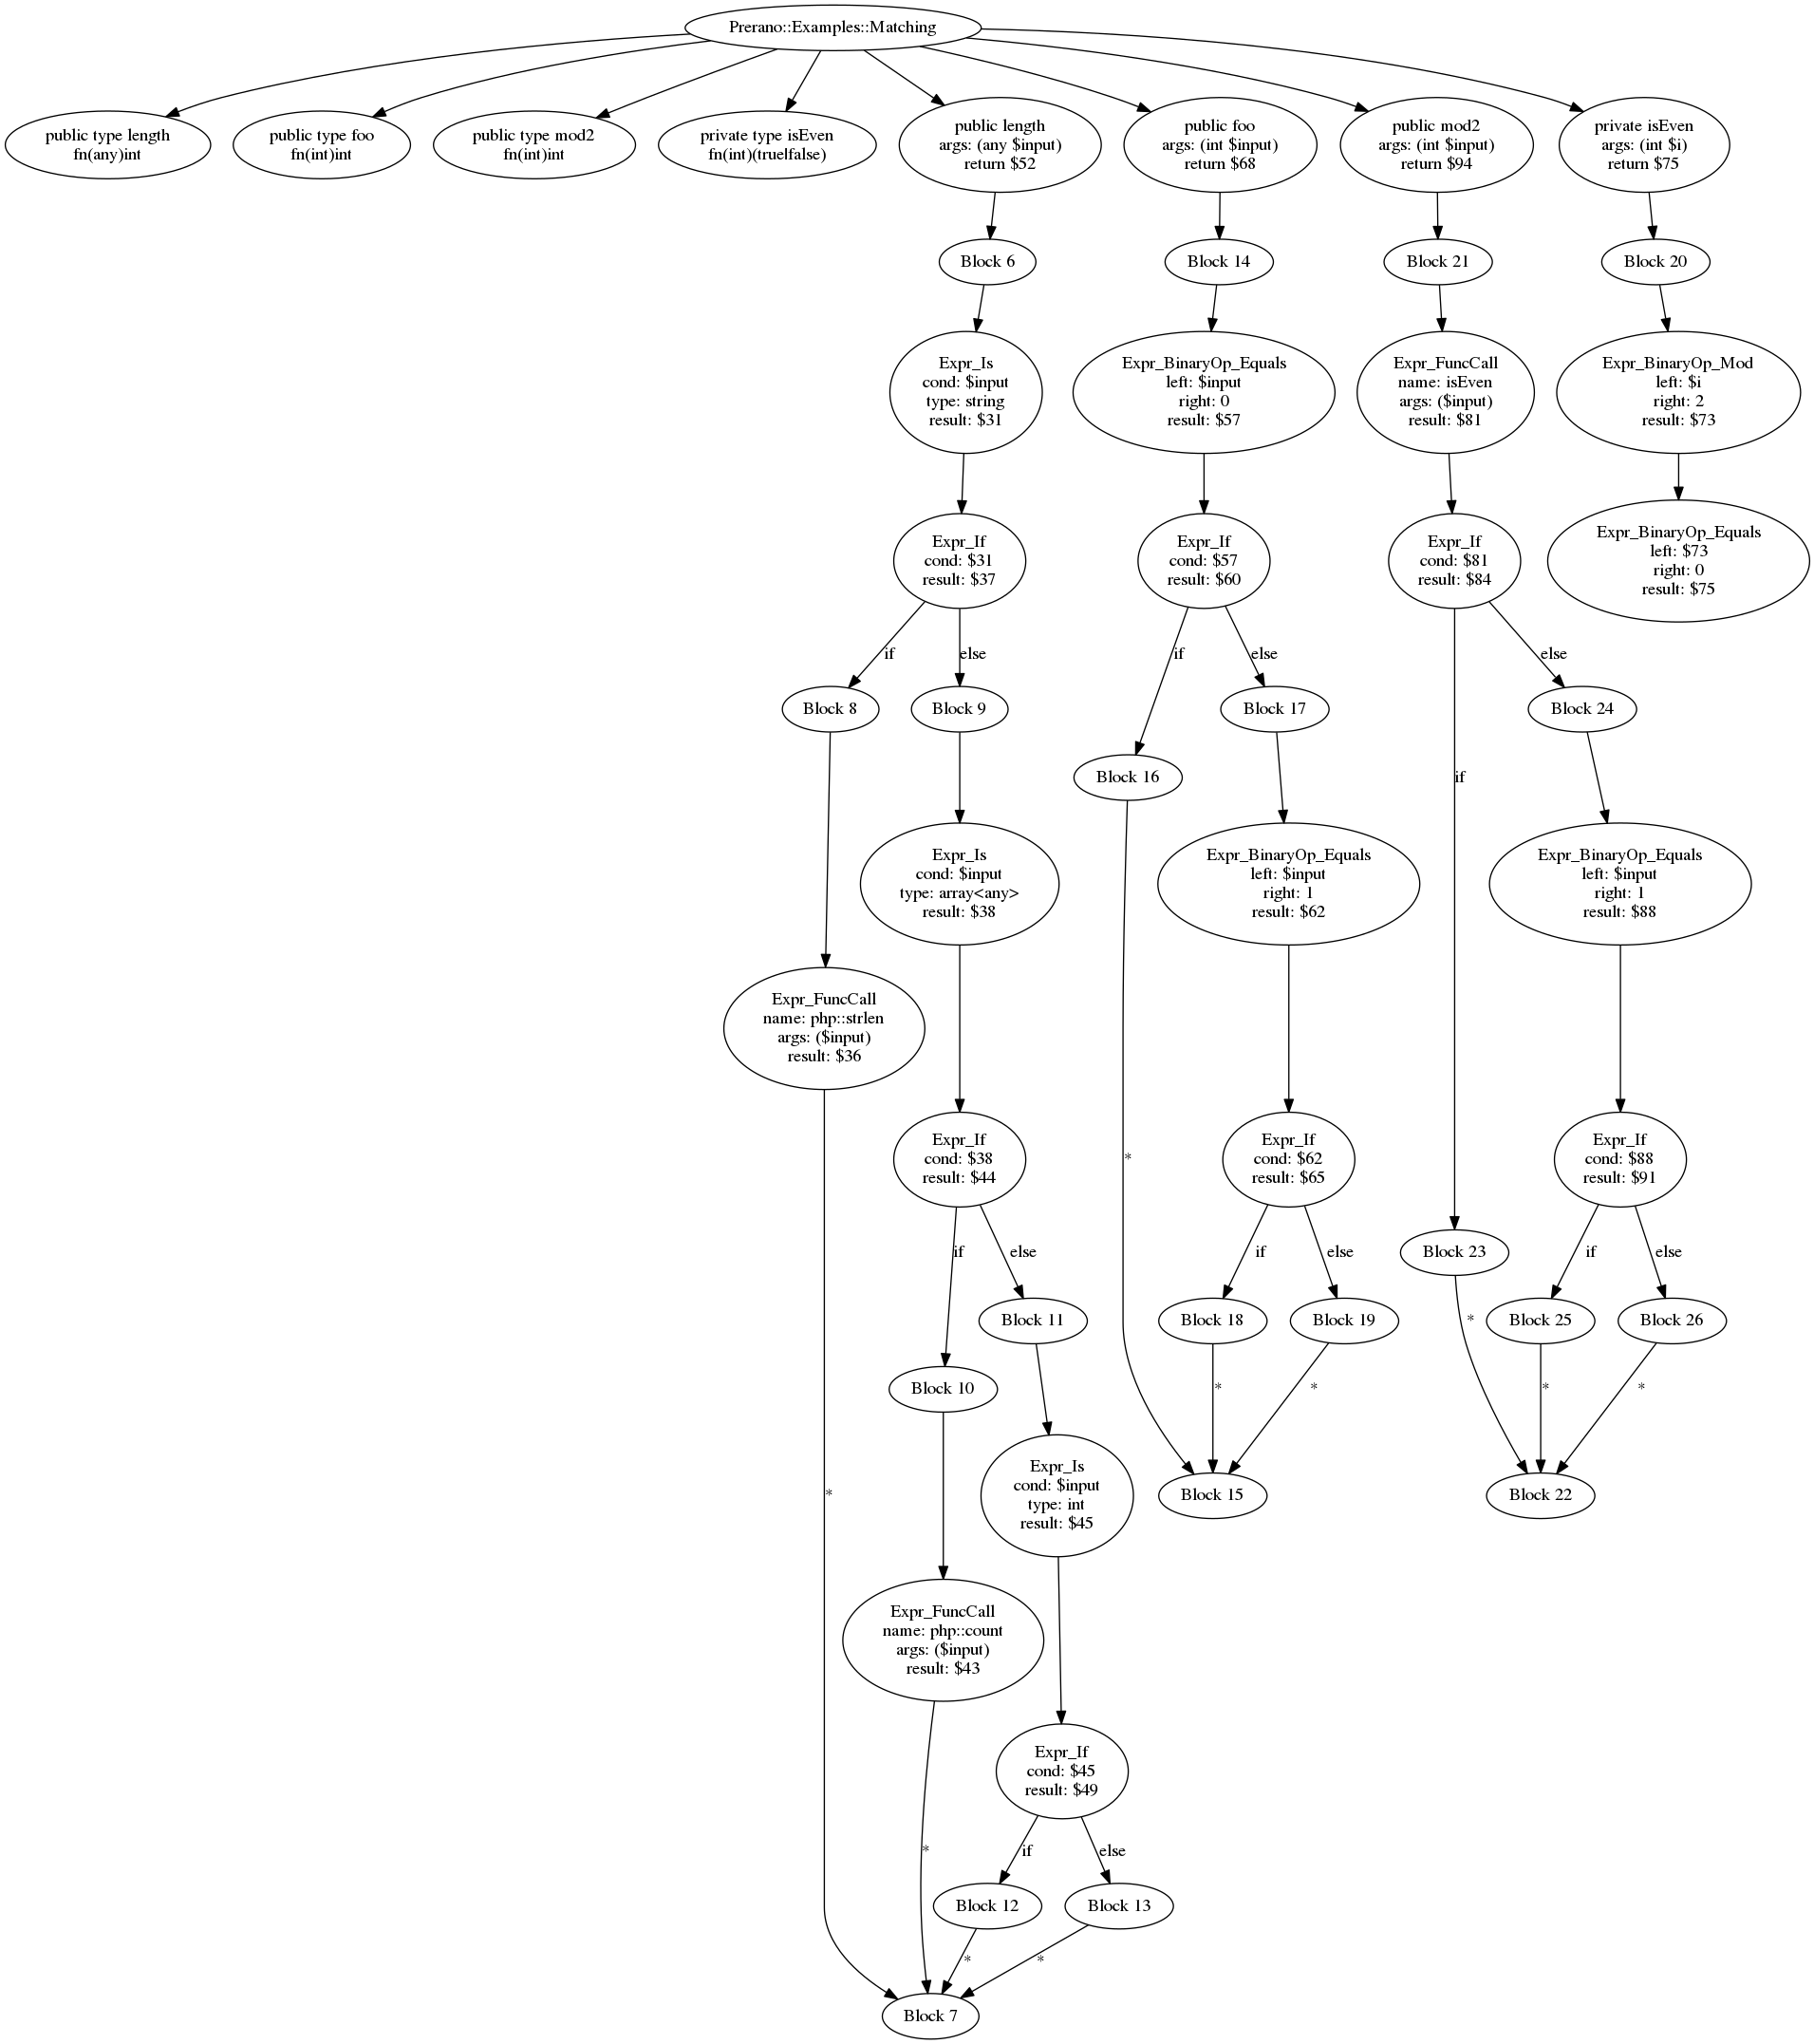 Prerano::Examples::Matching
public type length
fn(any)int
public type foo
fn(int)int
public type mod2
fn(int)int
private type isEven
fn(int)(true|false)
public length
args: (any $input)
return $52
public foo
args: (int $input)
return $68
public mod2
args: (int $input)
return $94
private isEven
args: (int $i)
return $75
Block 6
Block 14
Block 21
Block 20
Expr_Is
cond: $input
type: string
result: $31
Expr_BinaryOp_Equals
left: $input
right: 0
result: $57
Expr_FuncCall
name: isEven
args: ($input)
result: $81
Expr_BinaryOp_Mod
left: $i
right: 2
result: $73
Expr_If
cond: $31
result: $37
Expr_If
cond: $57
result: $60
Expr_If
cond: $81
result: $84
Expr_BinaryOp_Equals
left: $73
right: 0
result: $75
if
else
if
else
else
Block 8
Block 9
Block 17
Block 24
Block 16
if
Expr_Is
cond: $input
type: array<any>
result: $38
Expr_BinaryOp_Equals
left: $input
right: 1
result: $62
Expr_BinaryOp_Equals
left: $input
right: 1
result: $88
Expr_FuncCall
name: php::strlen
args: ($input)
result: $36
Expr_If
cond: $38
result: $44
*
Expr_If
cond: $62
result: $65
Expr_If
cond: $88
result: $91
if
else
if
else
Block 23
if
else
Block 11
Block 18
Block 19
*
Block 25
Block 26
Block 10
*
*
*
*
*
Expr_Is
cond: $input
type: int
result: $45
Block 15
Block 22
Expr_FuncCall
name: php::count
args: ($input)
result: $43
Expr_If
cond: $45
result: $49
*
if
else
Block 12
Block 13
*
*
Block 7